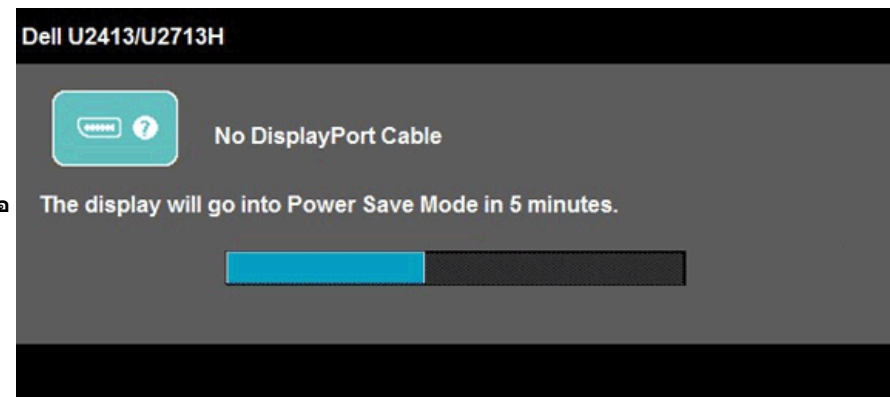 Dell U2413/U2713H
?
No DisplayPort Cable
The display will go into Power Save Mode in 5 minutes.